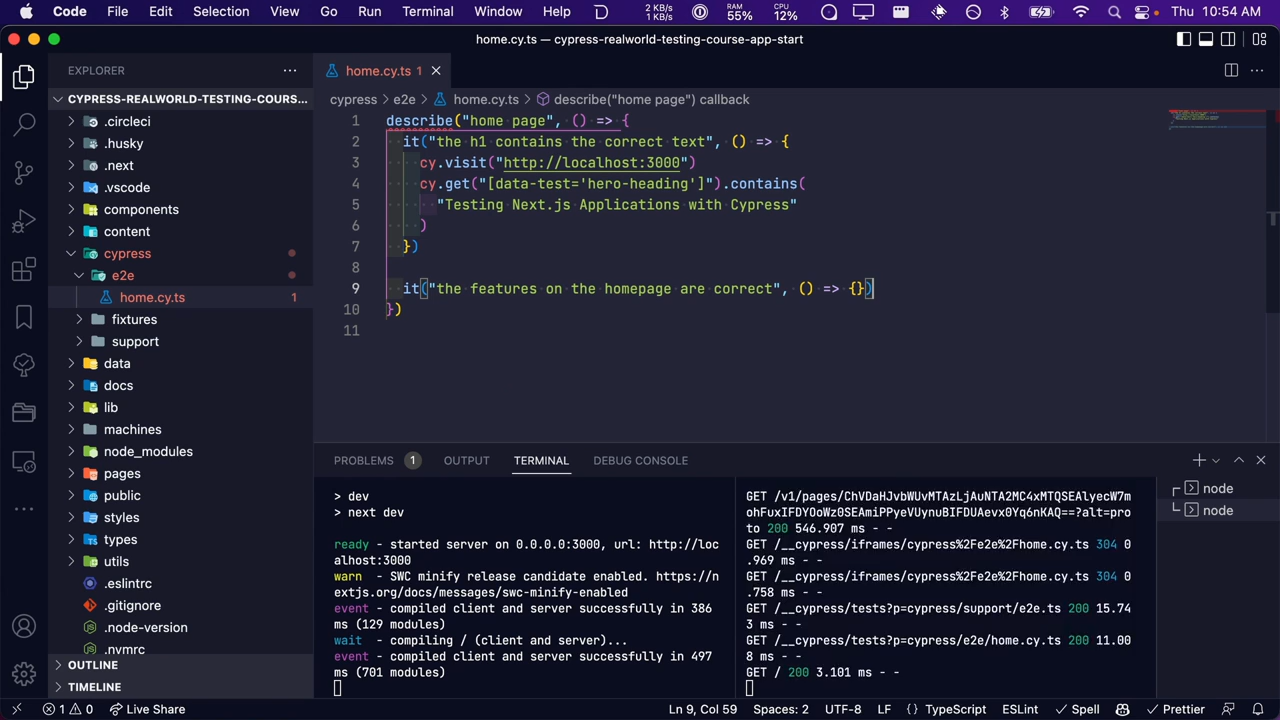 Code File Edit Selection View Go Run Terminal Window Help 2 KB/s 1 KB/s RAM 55% CPU 12% Thu 10:54 AM
home.cy.ts — cypress-realworld-testing-course-app-start
EXPLORER
CYPRESS-REALWORLD-TESTING-COURS...
.circleci
.husky
.next
.vscode
components
content
cypress
e2e
home.cy.ts 1
fixtures
support
data
docs
lib
machines
node_modules
pages
public
styles
types
utils
.eslintrc
.gitignore
.node-version
.nvmrc
OUTLINE
TIMELINE
home.cy.ts 1
cypress > e2e > home.cy.ts > describe("home page") callback
1 describe("home page", () => {
2 it("the h1 contains the correct text", () => {
3 cy.visit("http://localhost:3000")
4 cy.get("[data-test='hero-heading']").contains(
5 "Testing Next.js Applications with Cypress"
6 )
7 })
8
9 it("the features on the homepage are correct", () => {})
10 })
11
PROBLEMS 1 OUTPUT TERMINAL DEBUG CONSOLE
> dev
> next dev
ready - started server on 0.0.0.0:3000, url: http://loc
alhost:3000
warn - SWC minify release candidate enabled. https://n
extjs.org/docs/messages/swc-minify-enabled
event - compiled client and server successfully in 386
ms (129 modules)
wait - compiling / (client and server)...
event - compiled client and server successfully in 497
ms (701 modules)
GET /v1/pages/ChVDaHJvbWUvMTAzLjAuNTA2MC4xMTQSEAlyecW7m
ohFuxIFDYOoWz0SEAmiPPyeVUynuBIFDUAevx0Yq6nKAQ==?alt=pro
to 200 546.907 ms - -
GET /__cypress/iframes/cypress%2Fe2e%2Fhome.cy.ts 304 0
.969 ms - -
GET /__cypress/iframes/cypress%2Fe2e%2Fhome.cy.ts 304 0
.758 ms - -
GET /__cypress/tests?p=cypress/support/e2e.ts 200 15.74
3 ms - -
GET /__cypress/tests?p=cypress/e2e/home.cy.ts 200 11.00
8 ms - -
GET / 200 3.101 ms - -
node
node
1 0 Live Share Ln 9, Col 59 Spaces: 2 UTF-8 LF {} TypeScript ESLint Spell Prettier